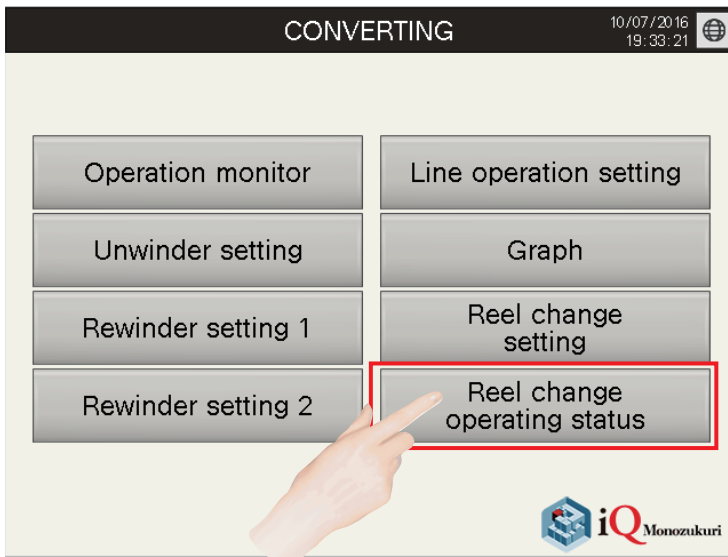 CONVERTING
10/07/2016
19:33:21
Operation monitor
Line operation setting
Unwinder setting
Graph
Rewinder setting 1
Reel change
setting
Rewinder setting 2
Reel change
operating status
iQ Monozukuri